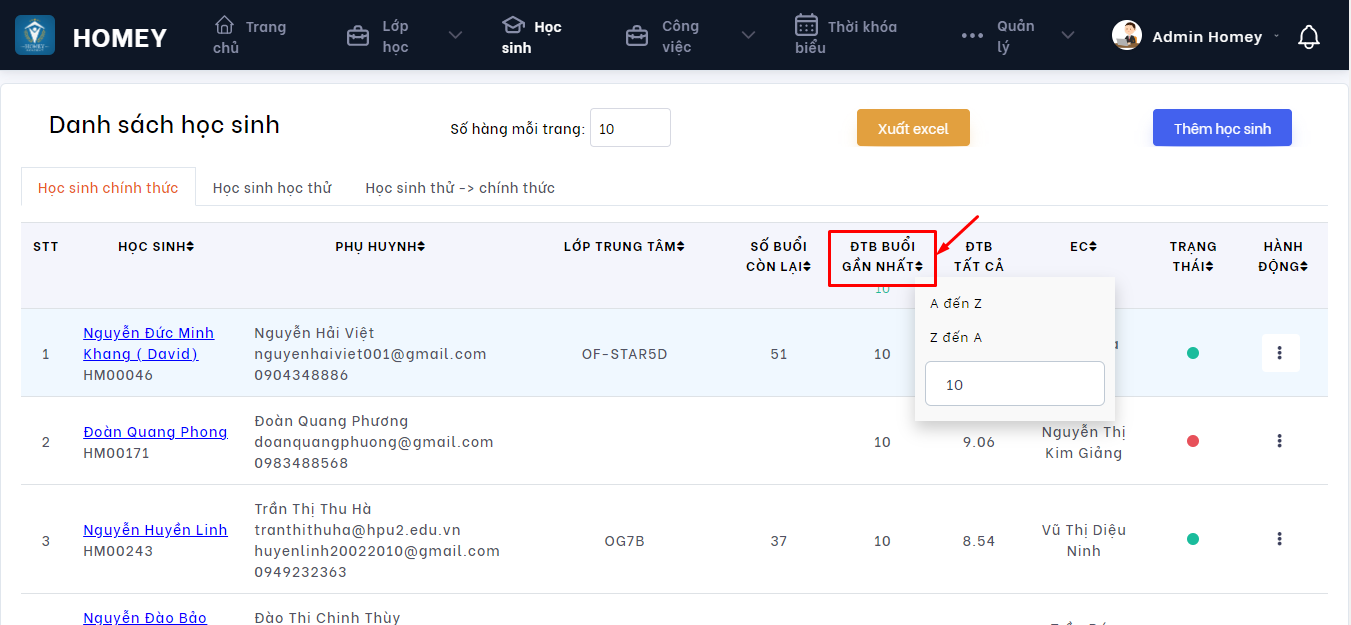 HOMEY
Trang chủ
Lớp học
Học sinh
Công việc
Thời khóa biểu
Quản lý
Admin Homey
Danh sách học sinh
Số hàng mỗi trang: 10
Xuất excel
Thêm học sinh
Học sinh chính thức
Học sinh học thử
Học sinh thử -> chính thức
STT
HỌC SINH
PHỤ HUYNH
LỚP TRUNG TÂM
SỐ BUỔI
CÒN LẠI
ĐTB BUỔI
GẦN NHẤT
10
ĐTB
TẤT CẢ
EC
TRẠNG
THÁI
HÀNH
ĐỘNG
A đến Z
Z đến A
10
1
Nguyễn Đức Minh
Khang ( David)
HM00046
Nguyễn Hải Việt
nguyenhaiviet001@gmail.com
0904348886
OF-STAR5D
51
10
2
Đoàn Quang Phong
HM00171
Đoàn Quang Phương
doanquangphuong@gmail.com
0983488568
10
9.06
Nguyễn Thị
Kim Giảng
3
Nguyễn Huyền Linh
HM00243
Trần Thị Thu Hà
tranthithuha@hpu2.edu.vn
huyenlinh20022010@gmail.com
0949232363
OG7B
37
10
8.54
Vũ Thị Diệu
Ninh
Nguyễn Đào Bảo
Đào Thị Chinh Thùy